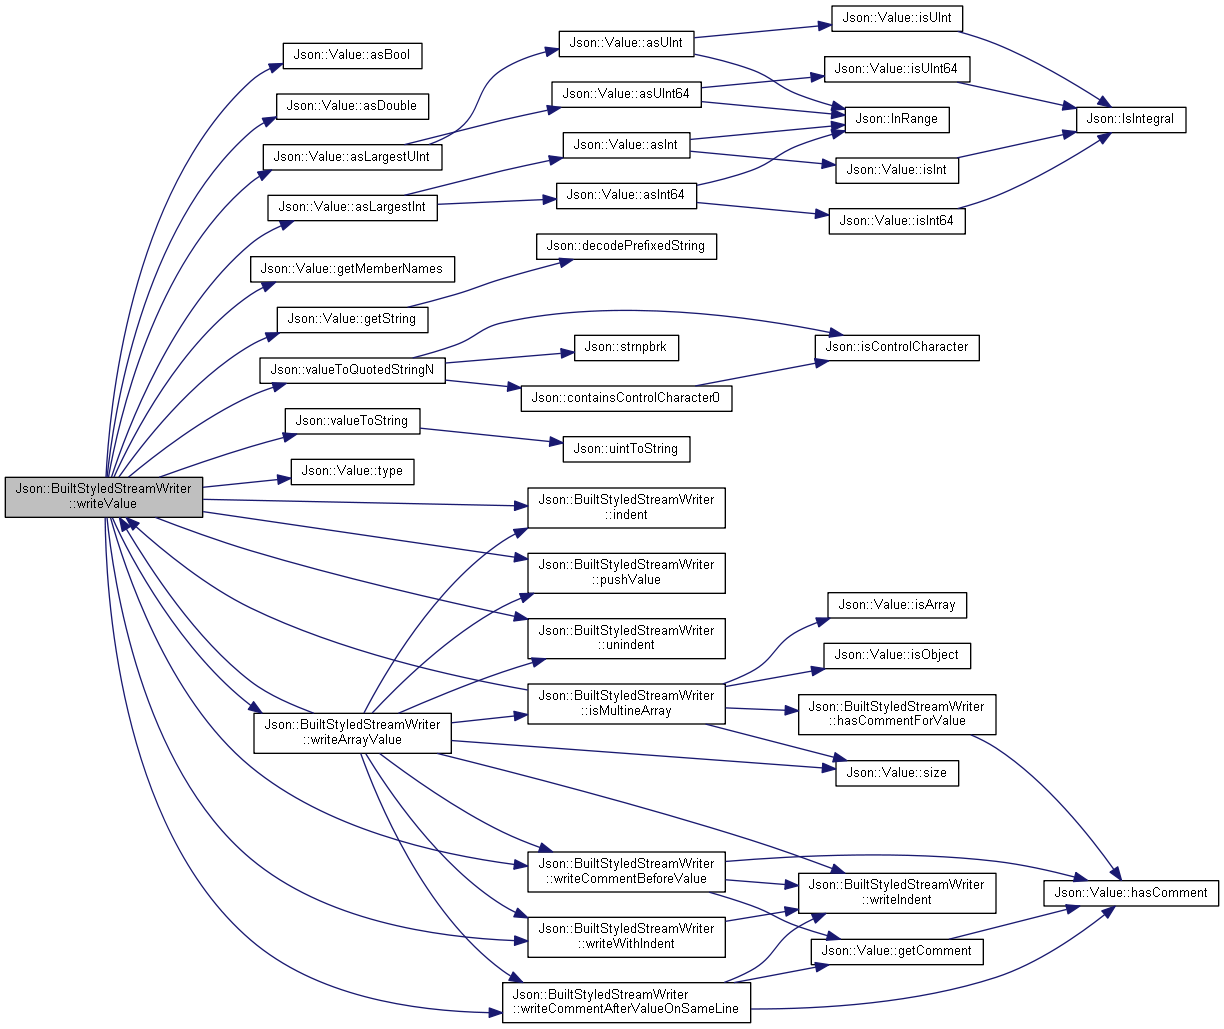 Json::BuiltStyledStreamWriter
::writeValue
Json::Value::asBool
Json::Value::asDouble
Json::Value::asLargestUInt
Json::Value::asLargestInt
Json::Value::getMemberNames
Json::Value::getString
Json::valueToQuotedStringN
Json::valueToString
Json::Value::type
Json::BuiltStyledStreamWriter
::writeArrayValue
Json::Value::asUInt
Json::Value::asUInt64
Json::Value::asInt
Json::Value::asInt64
Json::decodePrefixedString
Json::strnpbrk
Json::containsControlCharacter0
Json::uintToString
Json::BuiltStyledStreamWriter
::indent
Json::BuiltStyledStreamWriter
::pushValue
Json::BuiltStyledStreamWriter
::unindent
Json::BuiltStyledStreamWriter
::isMultineArray
Json::BuiltStyledStreamWriter
::writeCommentBeforeValue
Json::BuiltStyledStreamWriter
::writeWithIndent
Json::BuiltStyledStreamWriter
::writeCommentAfterValueOnSameLine
Json::Value::isUInt
Json::Value::isUInt64
Json::InRange
Json::Value::isInt
Json::Value::isInt64
Json::isControlCharacter
Json::Value::isArray
Json::Value::isObject
Json::BuiltStyledStreamWriter
::hasCommentForValue
Json::Value::size
Json::BuiltStyledStreamWriter
::writeIndent
Json::Value::getComment
Json::IsIntegral
Json::Value::hasComment